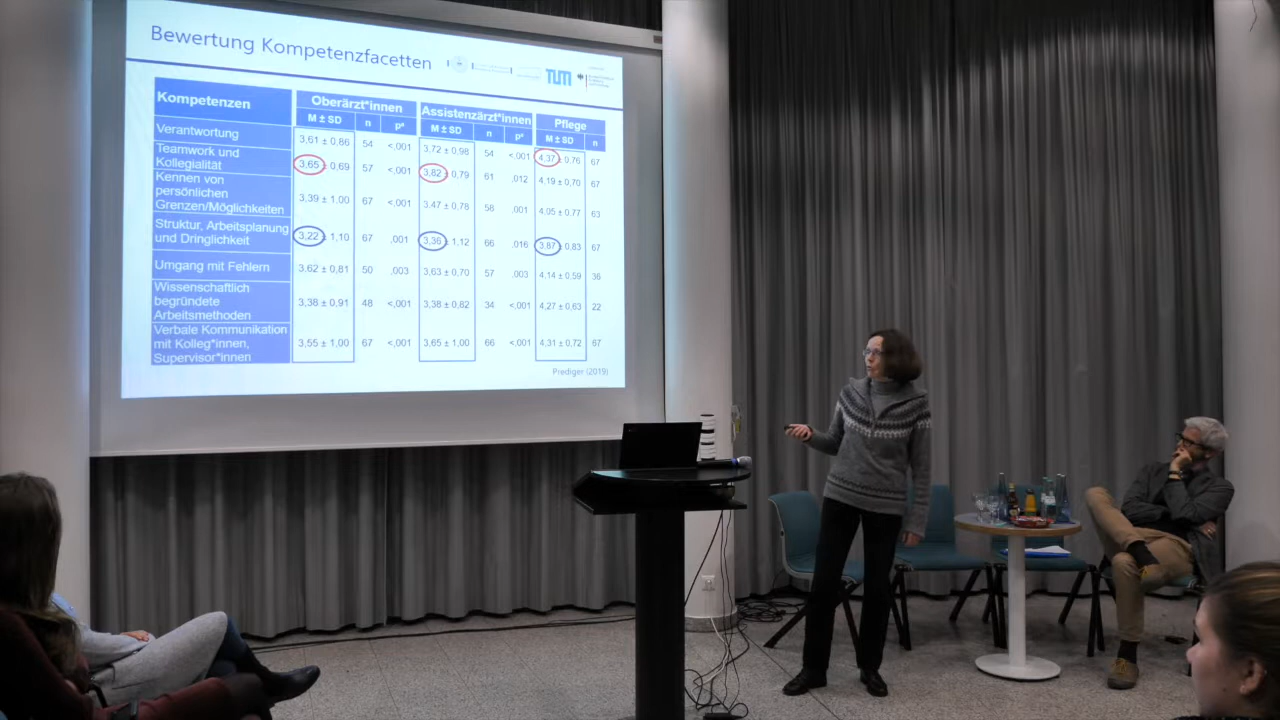 Bewertung Kompetenzfacetten
TUM
Kompetenzen Oberärzt*innen Assistenzärzt*innen Pflege
M ± SD n pᵃ M ± SD n pᵃ M ± SD n
Verantwortung 3,61 ± 0,86 54 <,001 3,72 ± 0,98 54 <,001 4,37 ± 0,76 67
Teamwork und
Kollegialität 3,65 ± 0,69 57 <,001 3,82 ± 0,79 61 ,012 4,19 ± 0,70 67
Kennen von
persönlichen
Grenzen/Möglichkeiten 3,39 ± 1,00 67 <,001 3,47 ± 0,78 58 ,001 4,05 ± 0,77 63
Struktur, Arbeitsplanung
und Dringlichkeit 3,22 ± 1,10 67 ,001 3,36 ± 1,12 66 ,016 3,87 ± 0,83 67
Umgang mit Fehlern 3,62 ± 0,81 50 ,003 3,63 ± 0,70 57 ,003 4,14 ± 0,59 36
Wissenschaftlich
begründete
Arbeitsmethoden 3,38 ± 0,91 48 <,001 3,38 ± 0,82 34 <,001 4,27 ± 0,63 22
Verbale Kommunikation
mit Kolleg*innen,
Supervisor*innen 3,55 ± 1,00 67 <,001 3,65 ± 1,00 66 <,001 4,31 ± 0,72 67
Prediger (2019)